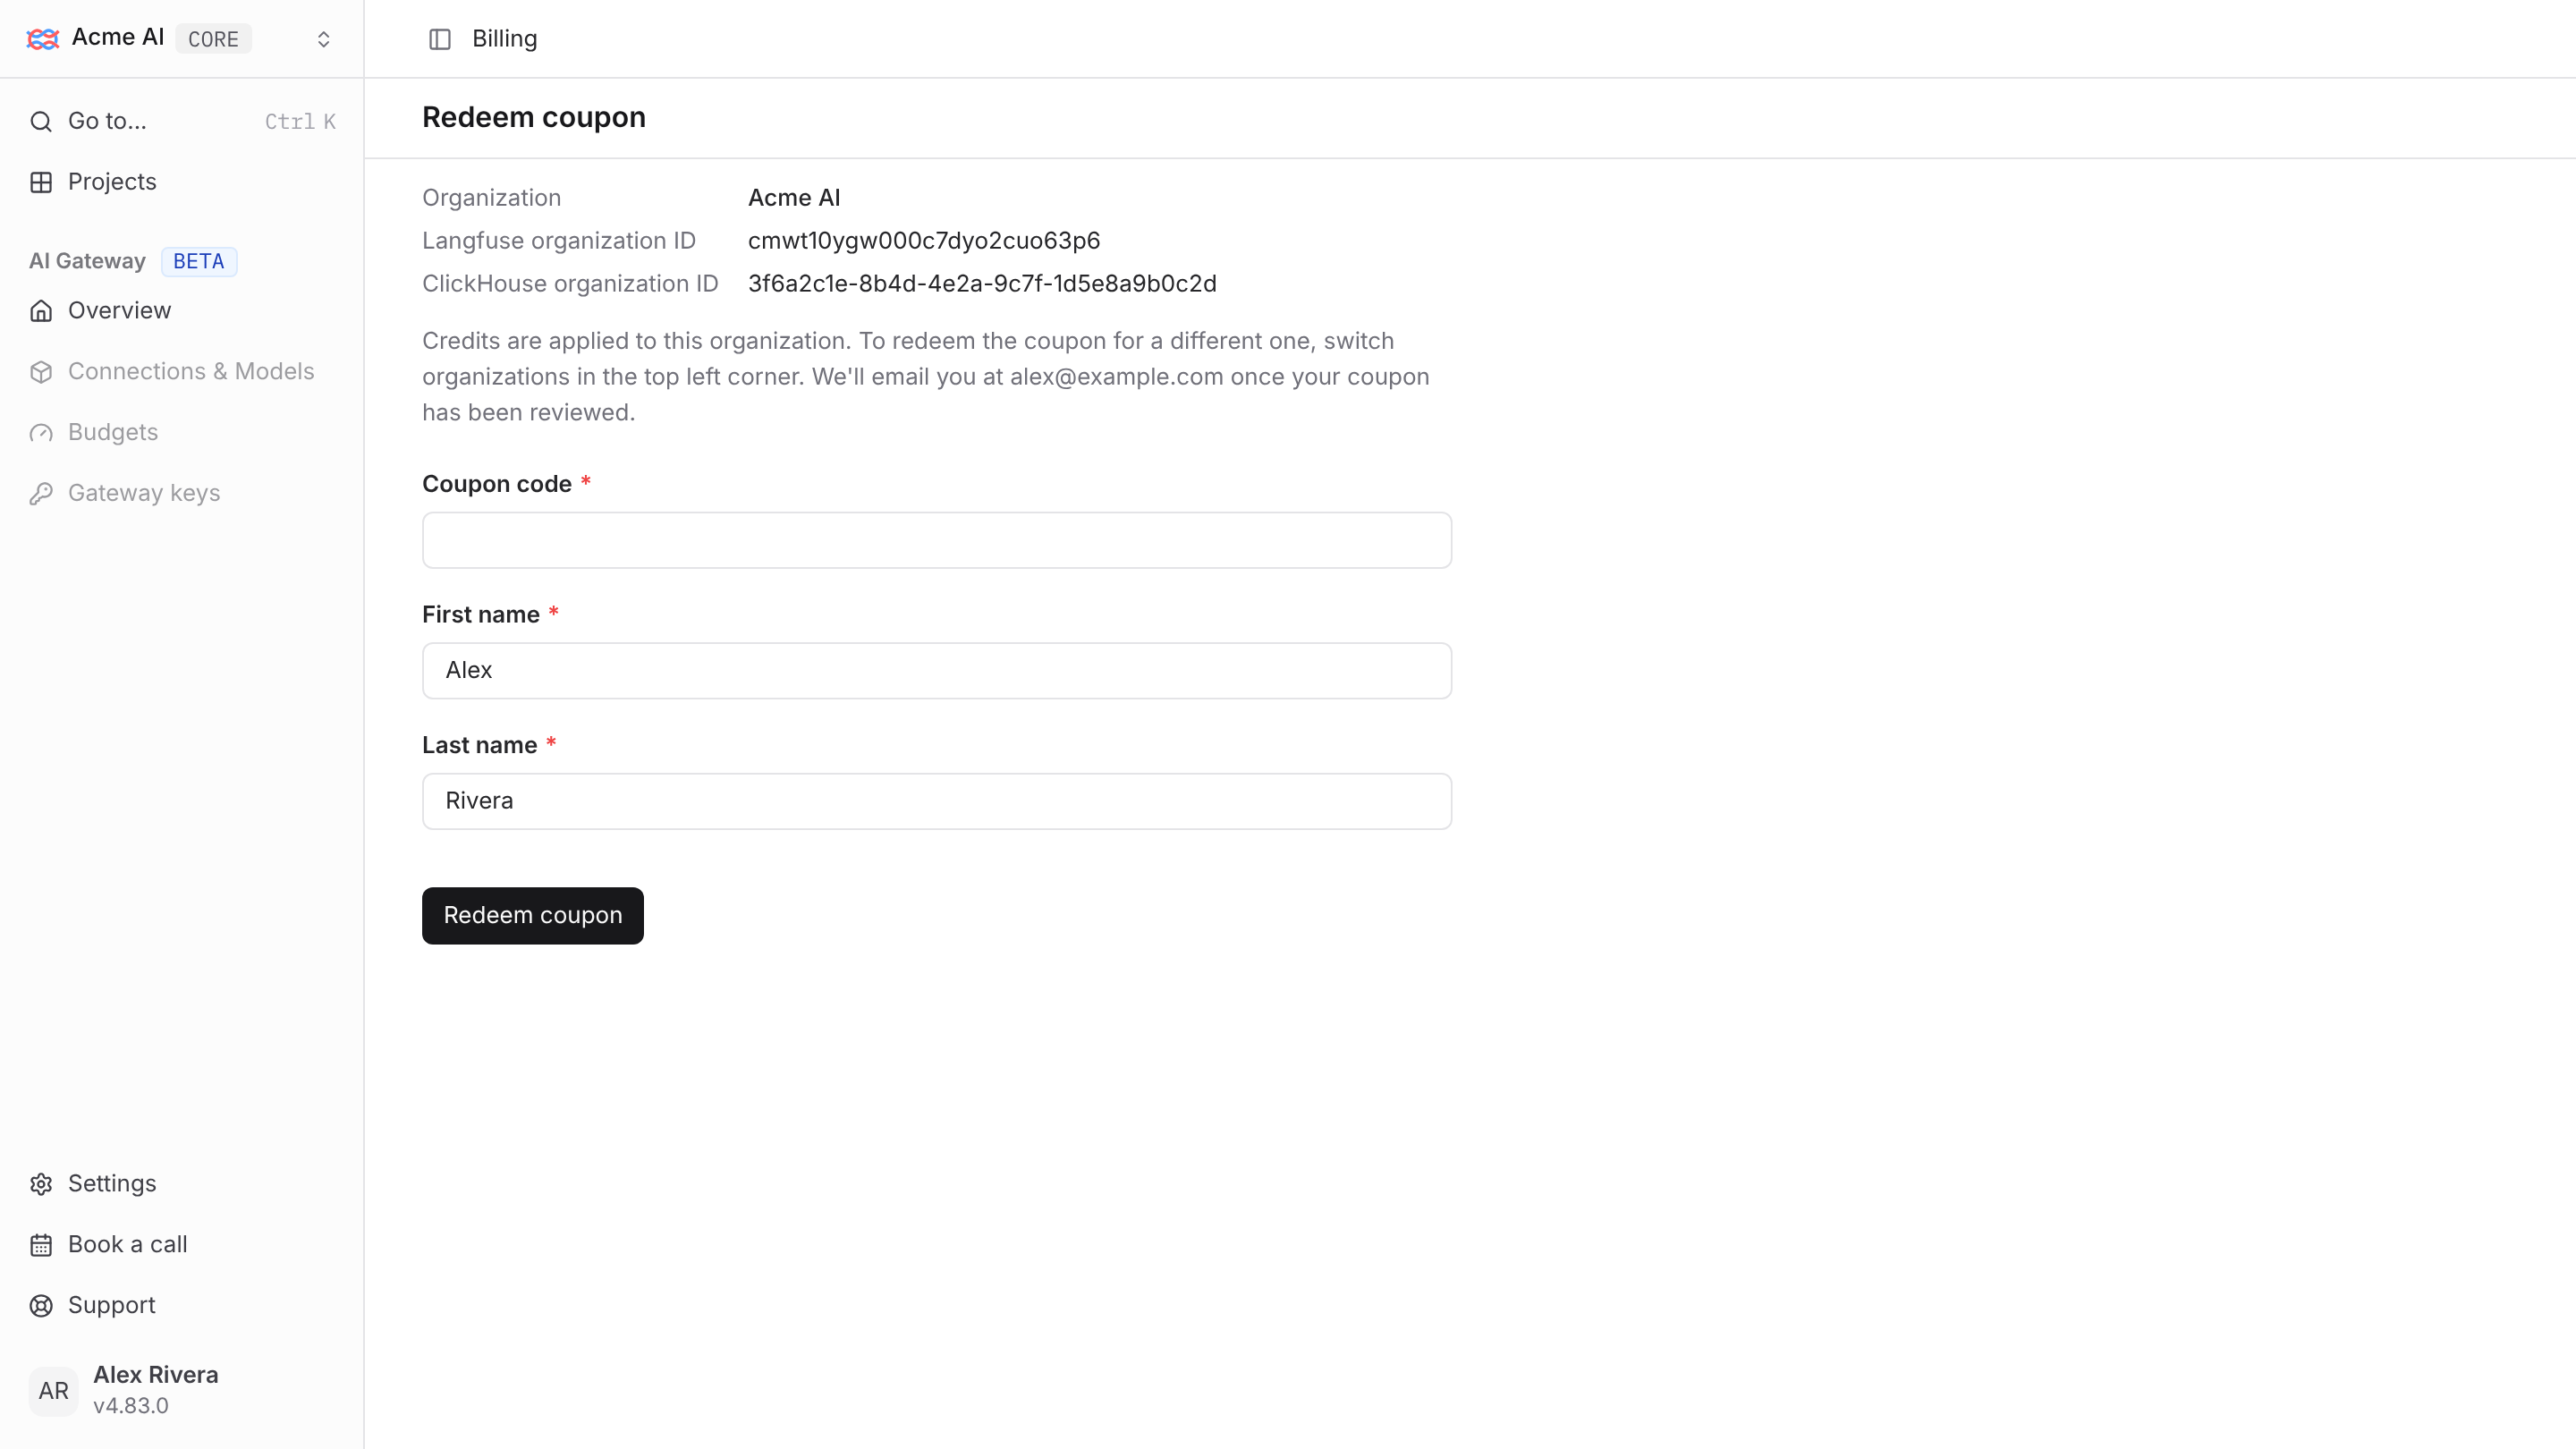 Acme AI CORE
Go to... Ctrl K
Projects
AI Gateway BETA
Overview
Connections & Models
Budgets
Gateway keys
Settings
Book a call
Support
AR
Alex Rivera
v4.83.0
Billing
Redeem coupon
Organization Acme AI
Langfuse organization ID cmwt10ygw000c7dyo2cuo63p6
ClickHouse organization ID 3f6a2c1e-8b4d-4e2a-9c7f-1d5e8a9b0c2d
Credits are applied to this organization. To redeem the coupon for a different one, switch
organizations in the top left corner. We'll email you at alex@example.com once your coupon
has been reviewed.
Coupon code *
First name *
Alex
Last name *
Rivera
Redeem coupon